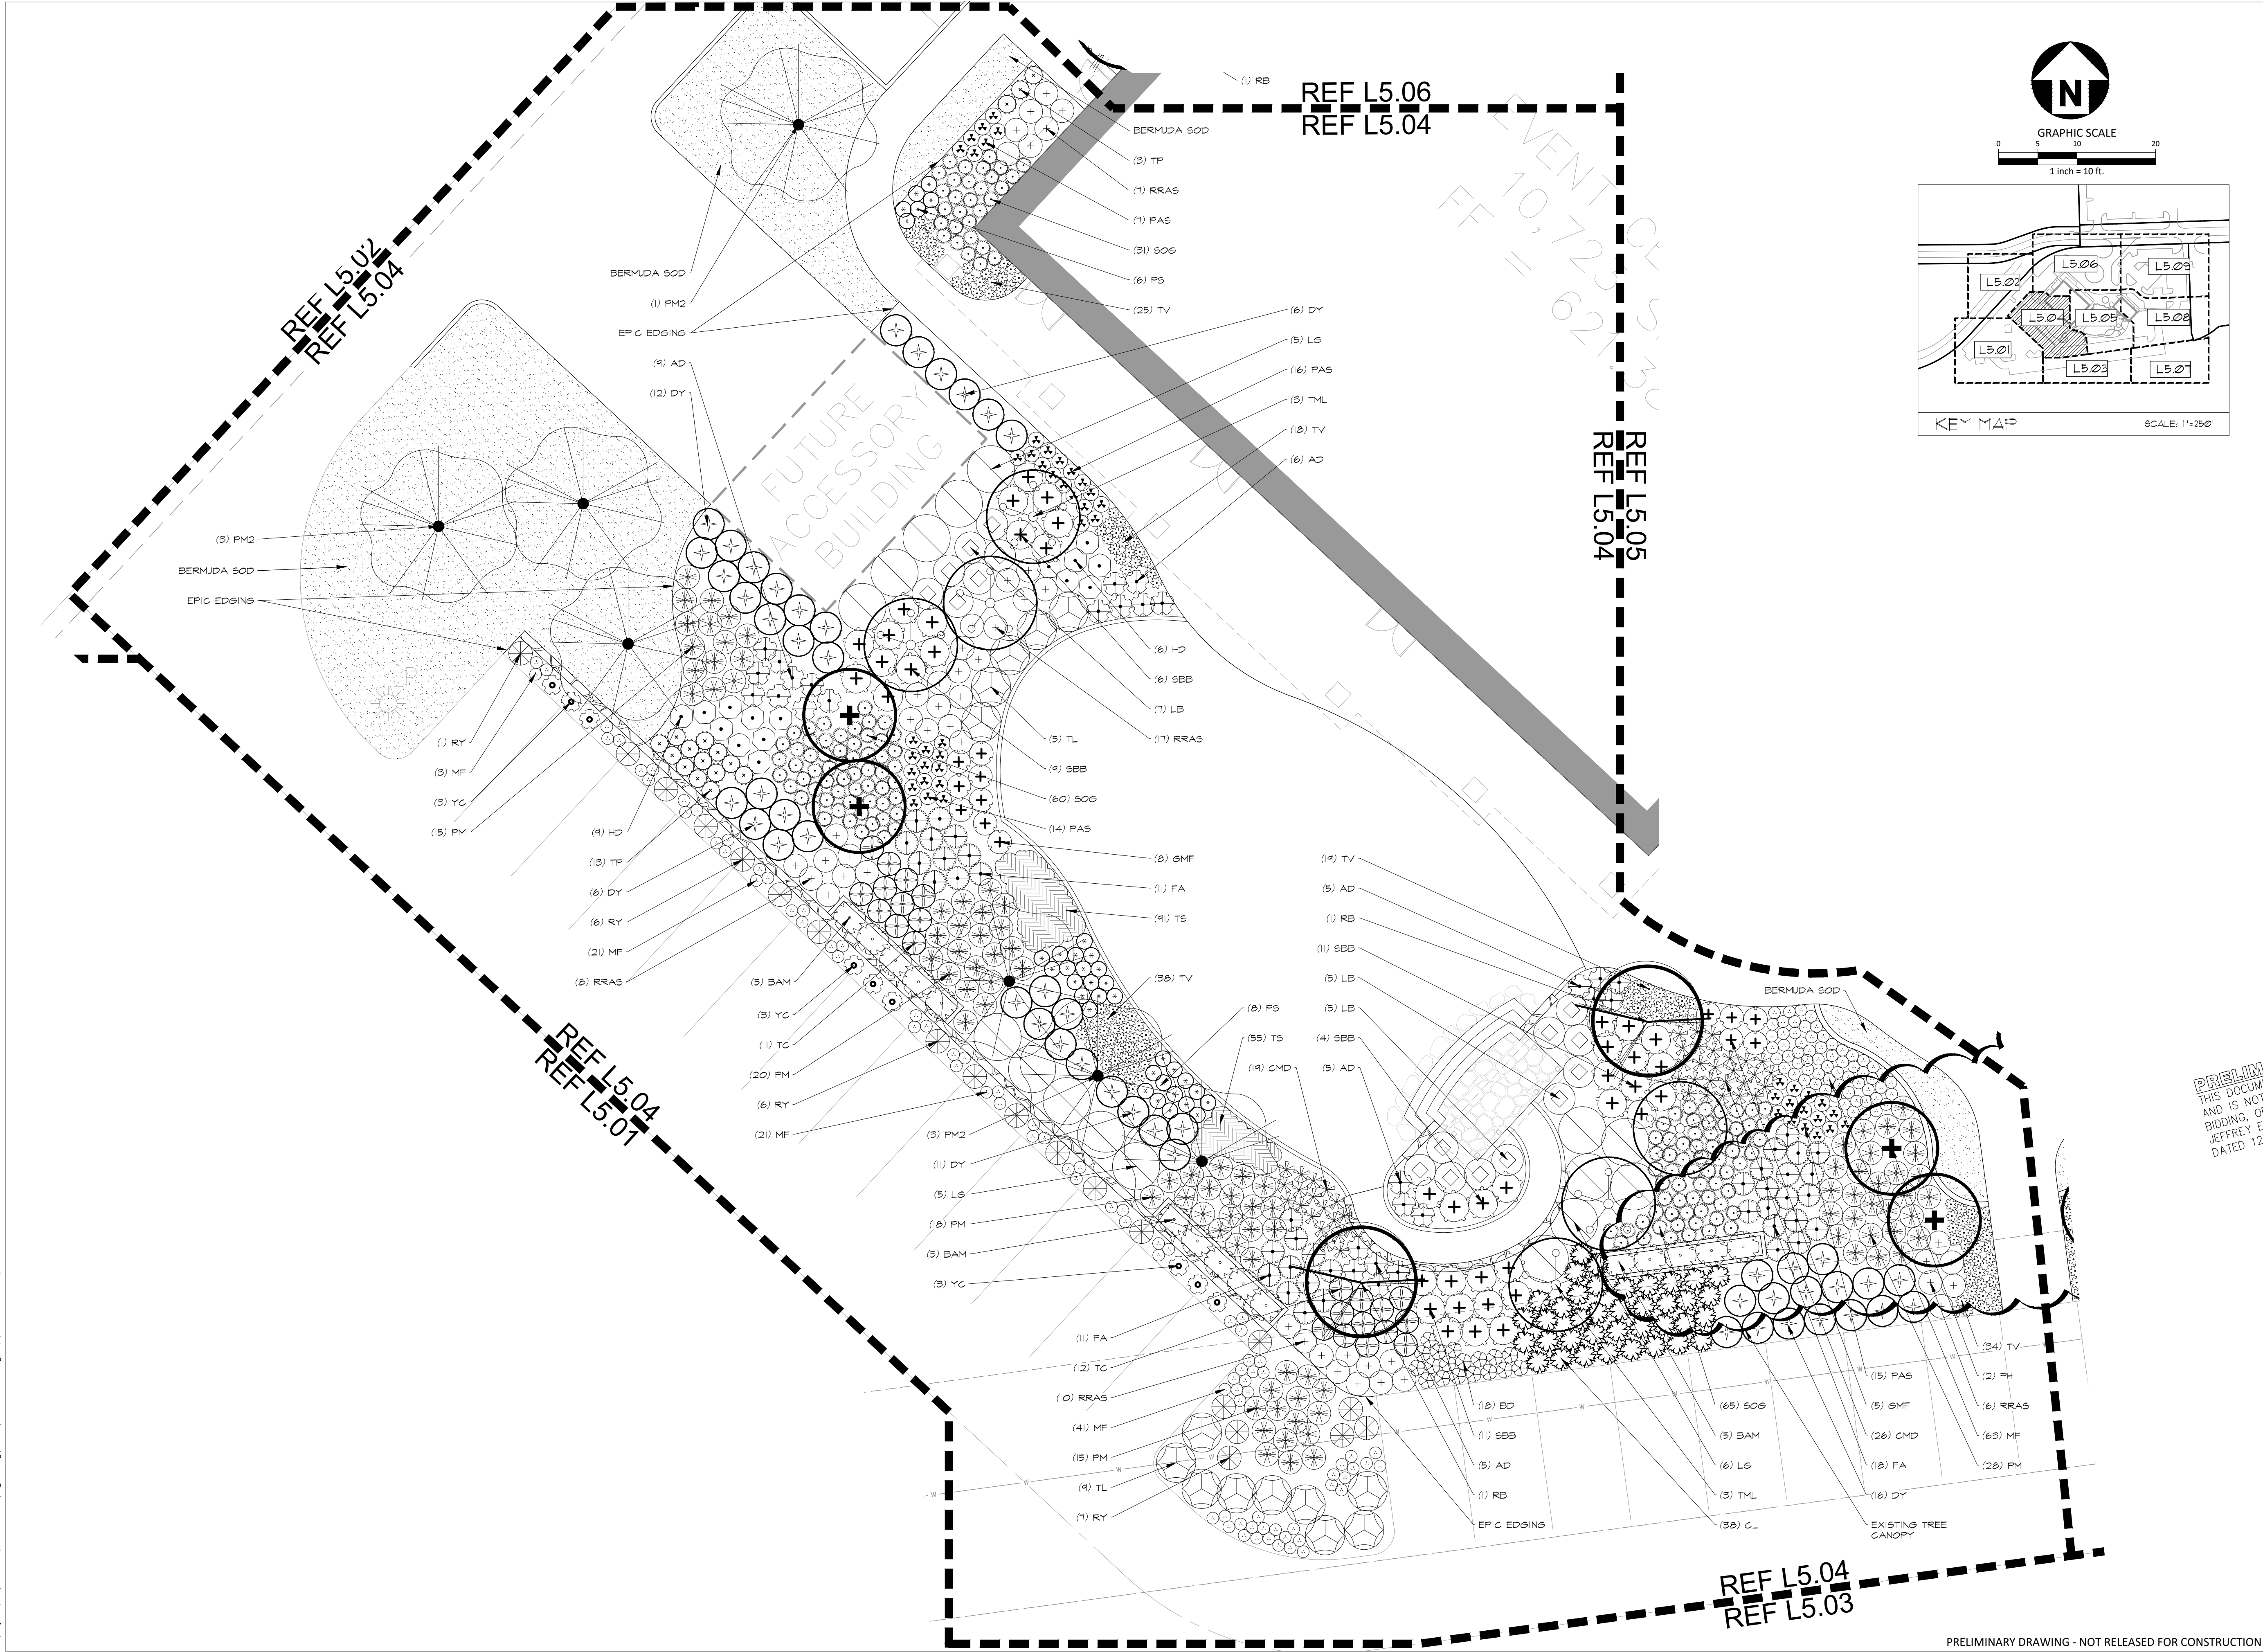 (1) RB
REF L5.06
REF L5.04
BERMUDA SOD
(3) TP
(7) RRAS
(7) PAS
(31) SOG
(6) PS
(25) TV
BERMUDA SOD
(1) PM2
EPIC EDGING
(9) AD
(12) DY
(6) DY
(5) LG
(16) PAS
(3) TML
(18) TV
(6) AD
REF L5.02
REF L5.04
FUTURE
ACCESSORY
BUILDING
(3) PM2
BERMUDA SOD
EPIC EDGING
LP
(1) RY
(3) MF
(3) YC
(15) PM
(9) HD
(13) TP
(6) DY
(6) RY
(21) MF
(8) RRAS
(6) HD
(6) SBB
(7) LB
(17) RRAS
(5) TL
(9) SBB
(60) SOG
(14) PAS
(8) GMF
(11) FA
(91) TS
(38) TV
(5) BAM
(3) YC
(11) TC
(20) PM
(6) RY
(21) MF
(8) PS
(55) TS
(19) CMD
(19) TV
(5) AD
(1) RB
(11) SBB
(5) LB
(5) LB
(4) SBB
(5) AD
BERMUDA SOD
(3) PM2
(11) DY
(5) LG
(18) PM
(5) BAM
(3) YC
(11) FA
(12) TC
(10) RRAS
(41) MF
(15) PM
(9) TL
(7) RY
(18) BD
(11) SBB
(5) AD
(1) RB
EPIC EDGING
(65) SOG
(5) BAM
(6) LG
(3) TML
(38) CL
(15) PAS
(5) GMF
(26) CMD
(18) FA
(16) DY
EXISTING TREE
CANOPY
(34) TV
(2) PH
(6) RRAS
(63) MF
(28) PM
W
W
W
W
W
W
W
W
REF L5.04
REF L5.01
REF L5.04
REF L5.05
REF L5.04
REF L5.03
N
GRAPHIC SCALE
0 5 10 20
1 inch = 10 ft.
L5.02
L5.06
L5.09
L5.04
L5.05
L5.08
L5.01
L5.03
L5.07
KEY MAP
SCALE: 1"=250'
PRELIM
THIS DOCUM
AND IS NOT
BIDDING, O
JEFFREY E
DATED 12
PRELIMINARY DRAWING - NOT RELEASED FOR CONSTRUCTION